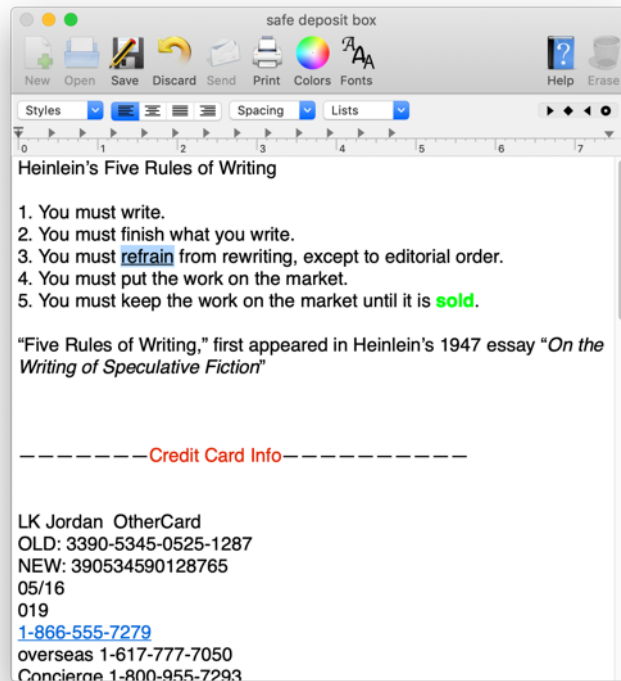 safe deposit box
New Open Save Discard Send Print Colors Fonts Help Erase
Styles Spacing Lists
0 1 2 3 4 5 6 7
Heinlein’s Five Rules of Writing
1. You must write.
2. You must finish what you write.
3. You must refrain from rewriting, except to editorial order.
4. You must put the work on the market.
5. You must keep the work on the market until it is sold.
“Five Rules of Writing,” first appeared in Heinlein’s 1947 essay “On the
Writing of Speculative Fiction”
———————Credit Card Info——————————
LK Jordan  OtherCard
OLD: 3390-5345-0525-1287
NEW: 390534590128765
05/16
019
1-866-555-7279
overseas 1-617-777-7050
Concierge 1-800-955-7293